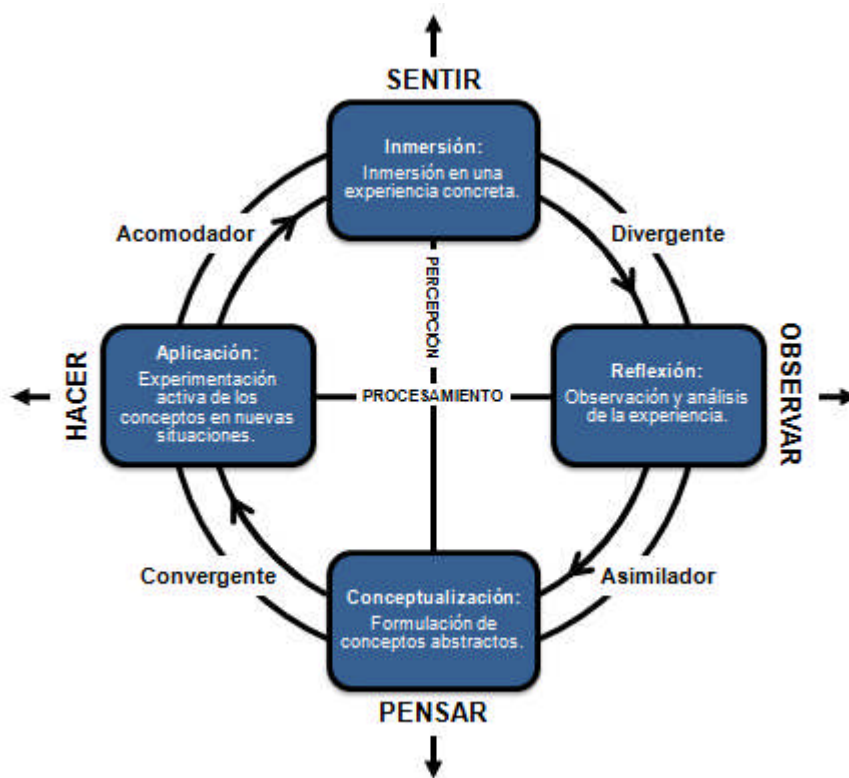 SENTIR
Inmersión:
Inmersión en una
experiencia concreta.
Acomodador
Divergente
PERCEPCIÓN
HACER
Aplicación:
Experimentación
activa de los
conceptos en nuevas
situaciones.
PROCESAMIENTO
Reflexión:
Observación y análisis
de la experiencia.
OBSERVAR
Convergente
Asimilador
Conceptualización:
Formulación de
conceptos abstractos.
PENSAR